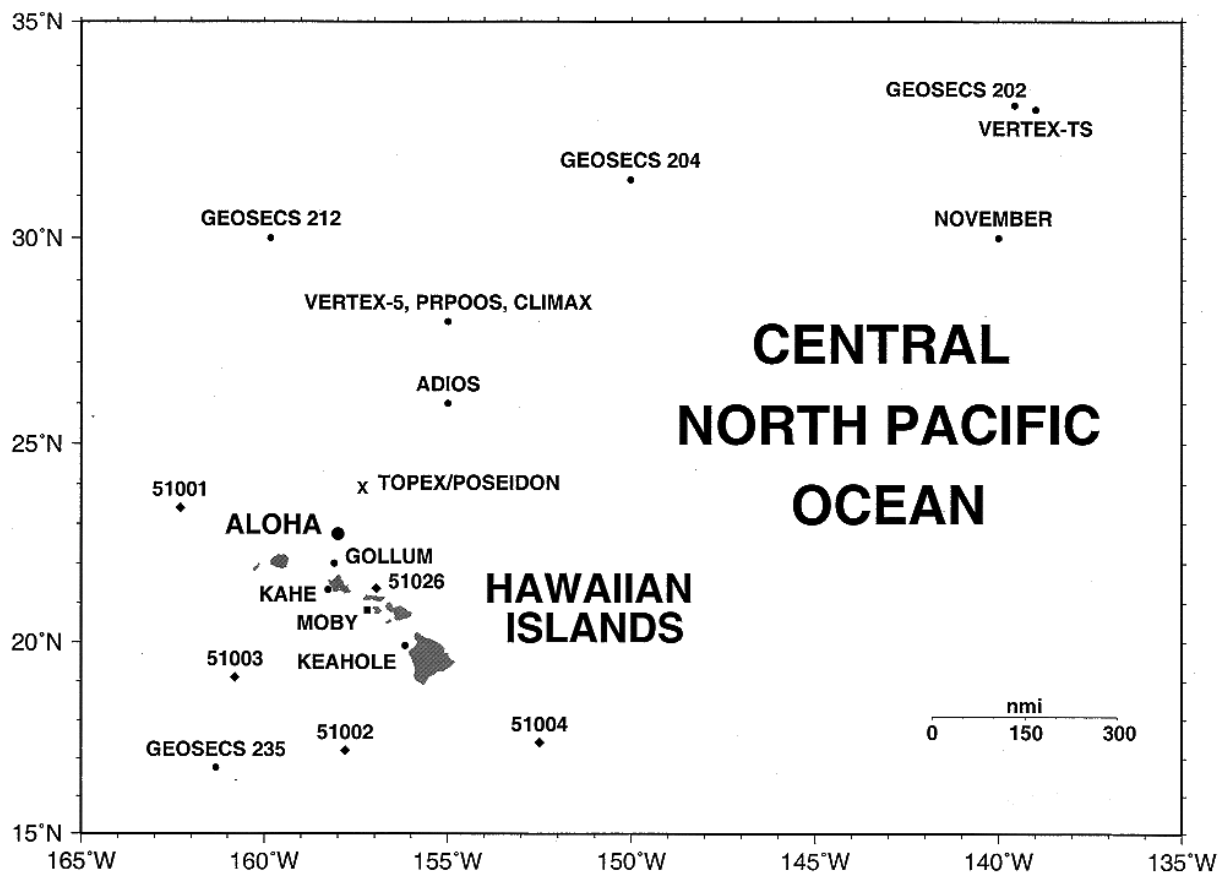 35°N
GEOSECS 202
VERTEX-TS
GEOSECS 204
GEOSECS 212
NOVEMBER
30°N
VERTEX-5, PRPOOS, CLIMAX
CENTRAL
NORTH PACIFIC
OCEAN
ADIOS
25°N
TOPEX/POSEIDON
x
51001
ALOHA
GOLLUM
51026
KAHE
HAWAIIAN
ISLANDS
MOBY
20°N
KEAHOLE
51003
51002
51004
nmi
0 150 300
GEOSECS 235
15°N
165°W 160°W 155°W 150°W 145°W 140°W 135°W